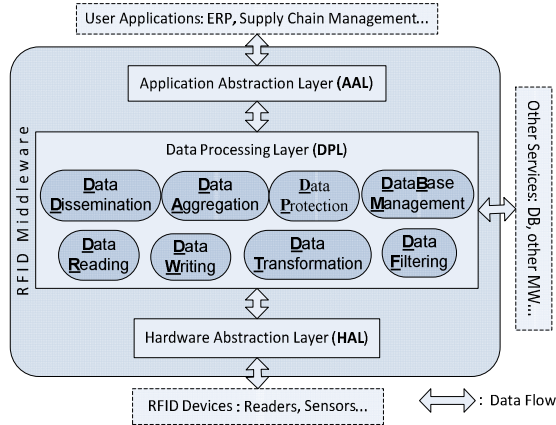 User Applications: ERP, Supply Chain Management...
Application Abstraction Layer (AAL)
RFID Middleware
Data Processing Layer (DPL)
Data
Dissemination
Data
Aggregation
Data
Protection
DataBase
Management
Data
Reading
Data
Writing
Data
Transformation
Data
Filtering
Other Services: DB,
other MW...
Hardware Abstraction Layer (HAL)
RFID Devices : Readers, Sensors...
: Data Flow